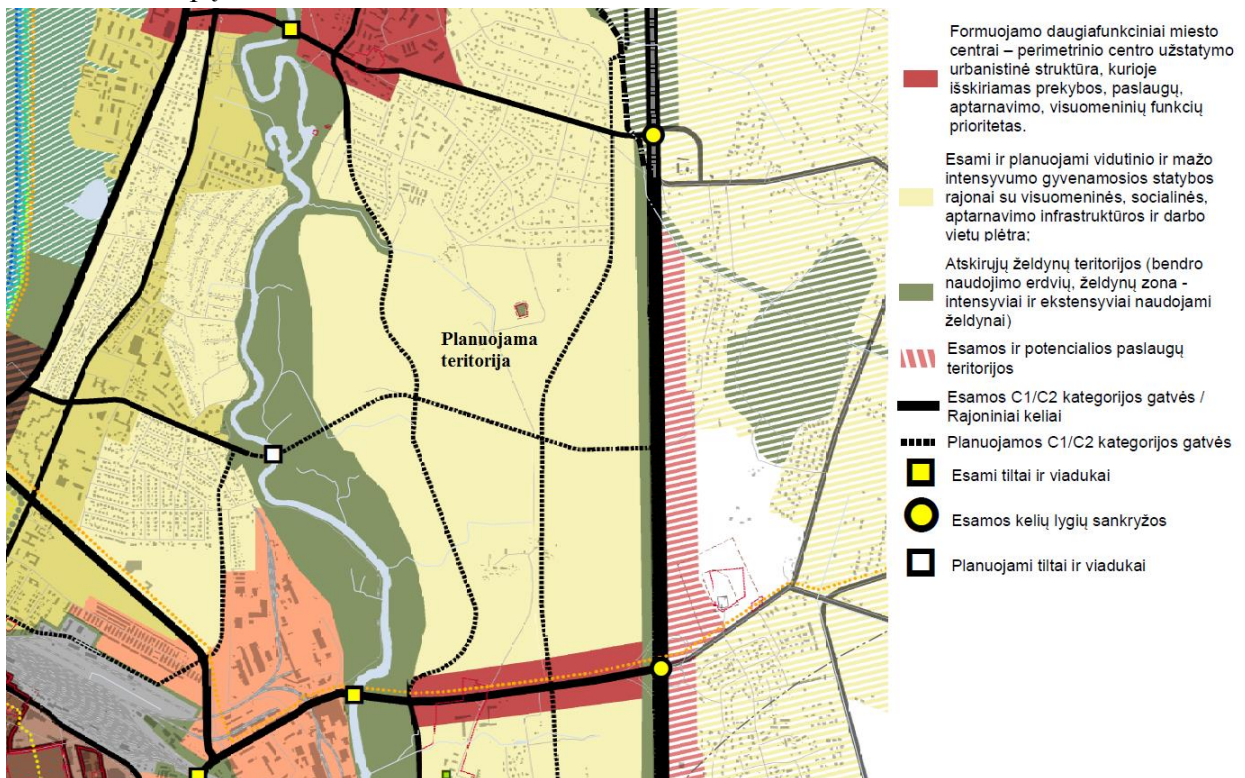 Formuojamo daugiafunkciniai miesto
centrai – perimetrinio centro užstatymo
urbanistinė struktūra, kurioje
išskiriamas prekybos, paslaugų,
aptarnavimo, visuomeninių funkcijų
prioritetas.
Esami ir planuojami vidutinio ir mažo
intensyvumo gyvenamosios statybos
rajonai su visuomeninės, socialinės,
aptarnavimo infrastruktūros ir darbo
vietu plėtra;
Atskirųjų želdynų teritorijos (bendro
naudojimo erdvių, želdynų zona -
intensyviai ir ekstensyviai naudojami
želdynai)
Esamos ir potencialios paslaugų
teritorijos
Esamos C1/C2 kategorijos gatvės /
Rajoniniai keliai
Planuojamos C1/C2 kategorijos gatvės
Esami tiltai ir viadukai
Esamos kelių lygių sankryžos
Planuojami tiltai ir viadukai
Planuojama
teritorija